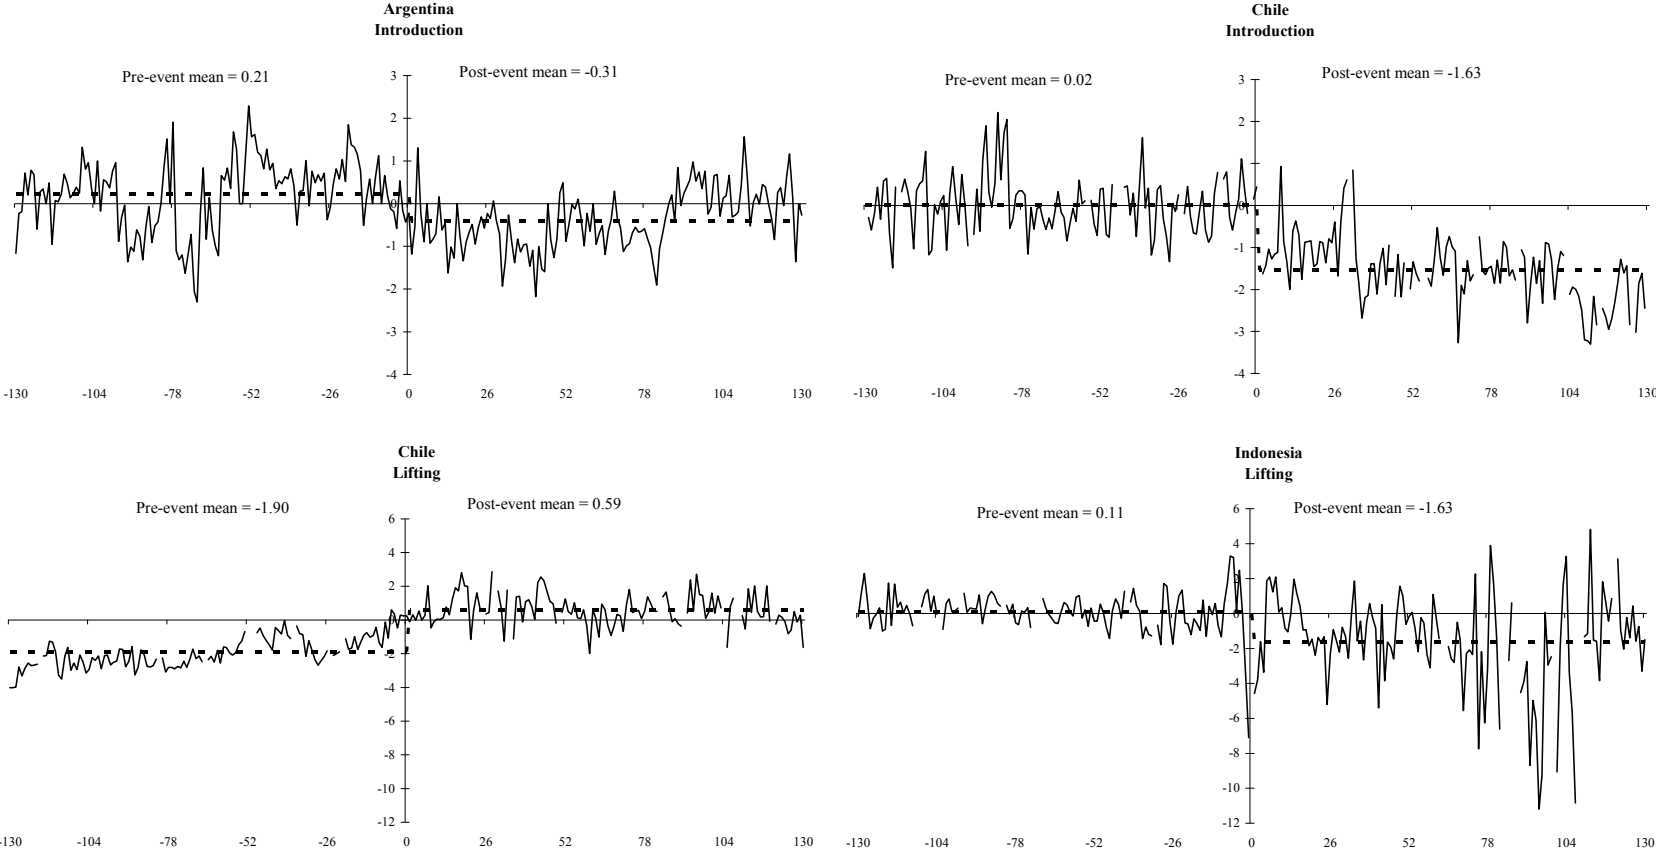 Argentina
Introduction
Pre-event mean = 0.21
Post-event mean = -0.31
3
2
1
0
-1
-2
-3
-4
-130 -104 -78 -52 -26 0 26 52 78 104 130
Chile
Introduction
Pre-event mean = 0.02
Post-event mean = -1.63
3
2
1
0
-1
-2
-3
-4
-130 -104 -78 -52 -26 0 26 52 78 104 130
Chile
Lifting
Pre-event mean = -1.90
Post-event mean = 0.59
6
4
2
0
-2
-4
-6
-8
-10
-12
-130 -104 -78 -52 -26 0 26 52 78 104 130
Indonesia
Lifting
Pre-event mean = 0.11
Post-event mean = -1.63
6
4
2
0
-2
-4
-6
-8
-10
-12
-130 -104 -78 -52 -26 0 26 52 78 104 130